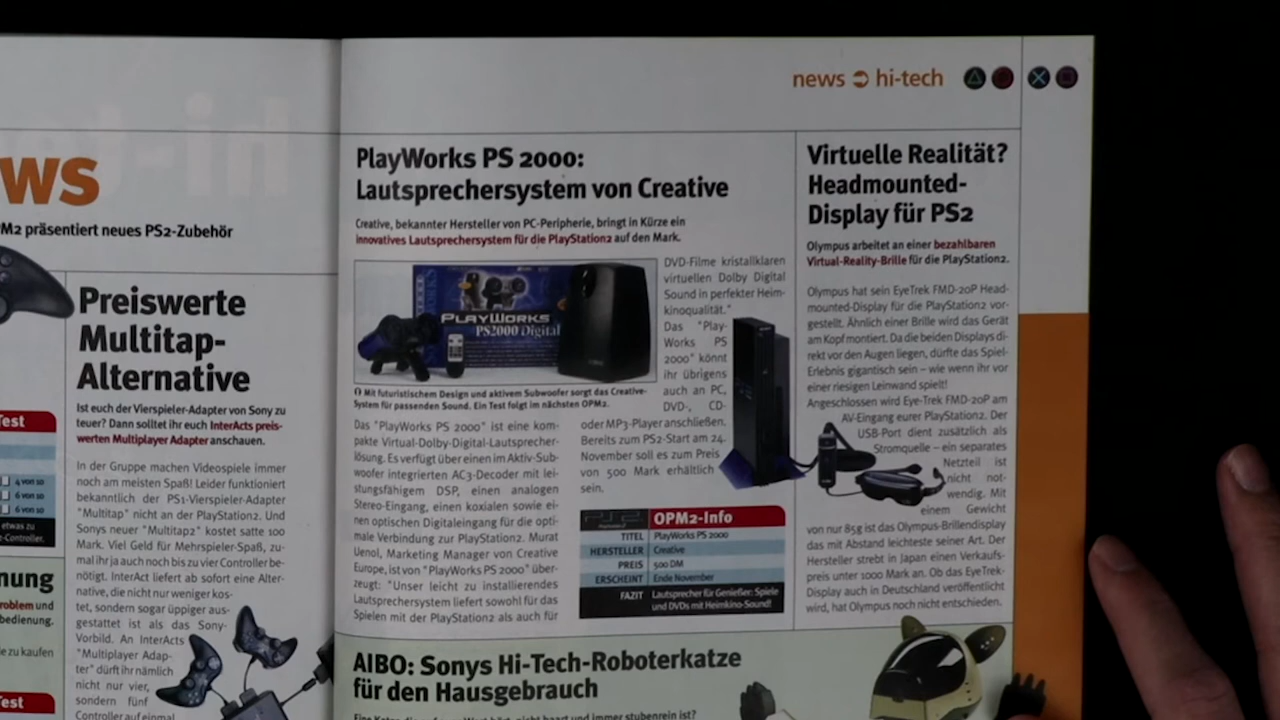 news hi-tech
ws
PM2 präsentiert neues PS2-Zubehör
Test
4 von 10
6 von 10
6 von 10
etwas zu
-Controller.
nung
roblem und
bedienung.
zu kaufen
Test
Preiswerte
Multitap-
Alternative
Ist euch der Vierspieler-Adapter von Sony zu
teuer? Dann solltet ihr euch InterActs preis-
werten Multiplayer Adapter anschauen.
In der Gruppe machen Videospiele immer
noch am meisten Spaß! Leider funktioniert
bekanntlich der PS1-Vierspieler-Adapter
"Multitap" nicht an der PlayStation2. Und
Sonys neuer "Multitap2" kostet satte 100
Mark. Viel Geld für Mehrspieler-Spaß, zu-
mal ihr ja auch noch bis zu vier Controller be-
nötigt. InterAct liefert ab sofort eine Alter-
native, die nicht nur weniger kos-
tet, sondern sogar üppiger aus-
gestattet ist als das Sony-
Vorbild. An InterActs
"Multiplayer Adap-
ter" dürft ihr nämlich
nicht nur vier,
sondern fünf
Controller auf einmal
PlayWorks PS 2000:
Lautsprechersystem von Creative
Creative, bekannter Hersteller von PC-Peripherie, bringt in Kürze ein
innovatives Lautsprechersystem für die PlayStation2 auf den Mark.
PLAYWORKS
PS2000 Digital
Mit futuristischem Design und aktivem Subwoofer sorgt das Creative-
System für passenden Sound. Ein Test folgt im nächsten OPM2.
Das "PlayWorks PS 2000" ist eine kom-
pakte Virtual-Dolby-Digital-Lautsprecher-
lösung. Es verfügt über einen im Aktiv-Sub-
woofer integrierten AC3-Decoder mit lei-
stungsfähigem DSP, einen analogen
Stereo-Eingang, einen koxialen sowie ei-
nen optischen Digitaleingang für die opti-
male Verbindung zur PlayStation2. Murat
Uenol, Marketing Manager von Creative
Europe, ist von "PlayWorks PS 2000" über-
zeugt: "Unser leicht zu installierendes
Lautsprechersystem liefert sowohl für das
Spielen mit der PlayStation2 als auch für
DVD-Filme kristallklaren
virtuellen Dolby Digital
Sound in perfekter Heim-
kinoqualität."
Das "Play-
Works PS
2000" könnt
ihr übrigens
auch an PC,
DVD-, CD-
oder MP3-Player anschließen.
Bereits zum PS2-Start am 24.
November soll es zum Preis
von 500 Mark erhältlich
sein.
OPM2-Info
TITEL PlayWorks PS 2000
HERSTELLER Creative
PREIS 500 DM
ERSCHEINT Ende November
FAZIT Lautsprecher für Genießer: Spiele
und DVDs mit Heimkino-Sound!
Virtuelle Realität?
Headmounted-
Display für PS2
Olympus arbeitet an einer bezahlbaren
Virtual-Reality-Brille für die PlayStation2.
Olympus hat sein EyeTrek FMD-20P Head-
mounted-Display für die PlayStation2 vor-
gestellt. Ähnlich einer Brille wird das Gerät
am Kopf montiert. Da die beiden Displays di-
rekt vor den Augen liegen, dürfte das Spiel-
Erlebnis gigantisch sein – wie wenn ihr vor
einer riesigen Leinwand spielt!
Angeschlossen wird Eye-Trek FMD-20P am
AV-Eingang eurer PlayStation2. Der
USB-Port dient zusätzlich als
Stromquelle – ein separates
Netzteil ist
nicht not-
wendig. Mit
einem Gewicht
von nur 85g ist das Olympus-Brillendisplay
das mit Abstand leichteste seiner Art. Der
Hersteller strebt in Japan einen Verkaufs-
preis unter 1000 Mark an. Ob das EyeTrek-
Display auch in Deutschland veröffentlicht
wird, hat Olympus noch nicht entschieden.
AIBO: Sonys Hi-Tech-Roboterkatze
für den Hausgebrauch